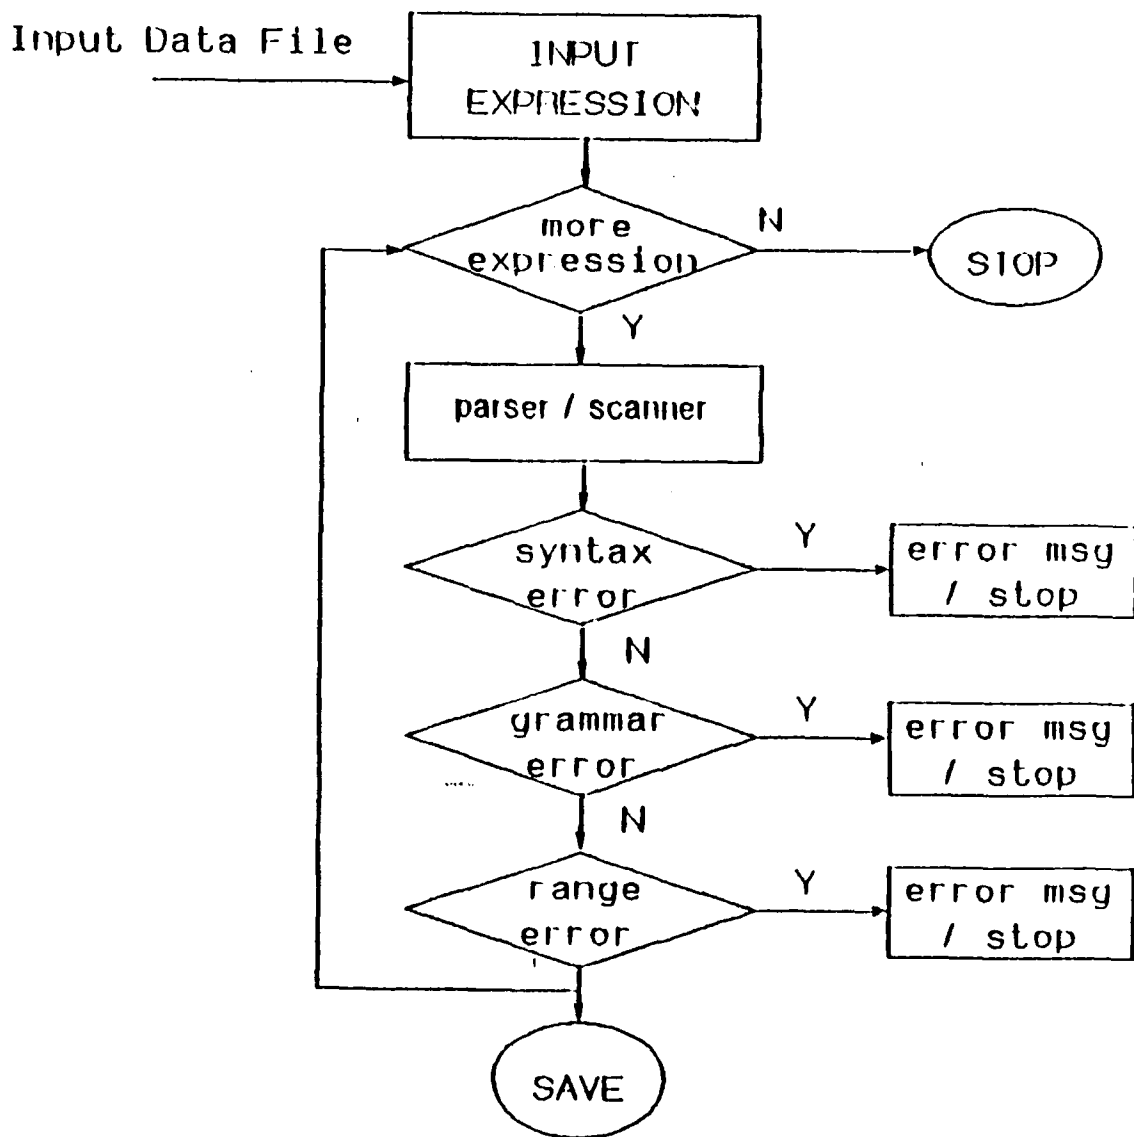 Input Data File
INPUT
EXPRESSION
more
expression
N
STOP
Y
parser / scanner
syntax
error
Y
error msg
/ stop
N
grammar
error
Y
error msg
/ stop
N
range
error
Y
error msg
/ stop
SAVE